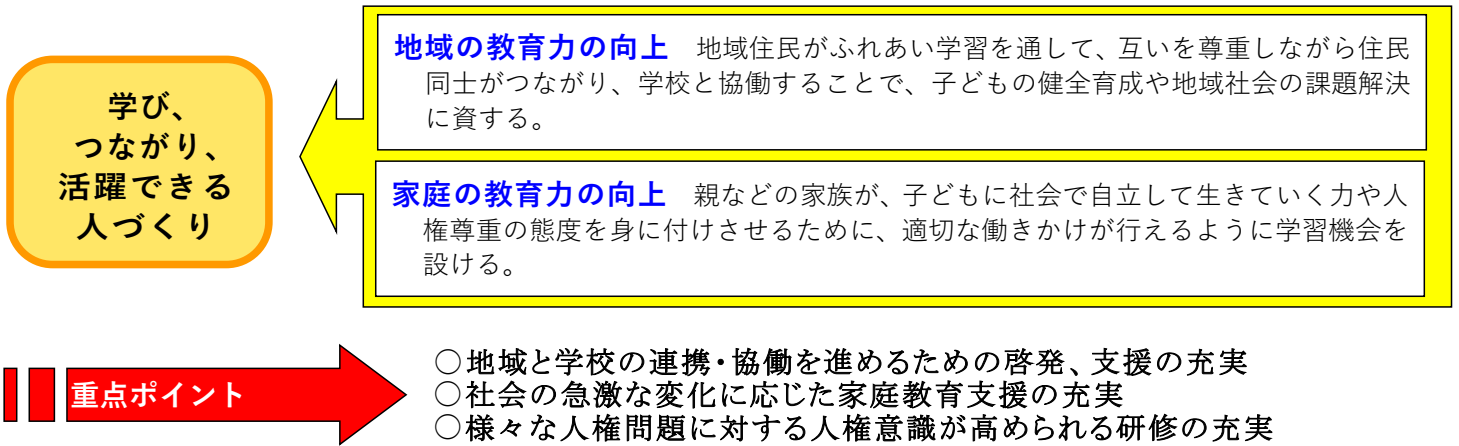 学び、
つながり、
活躍できる
人づくり
地域の教育力の向上　地域住民がふれあい学習を通して、互いを尊重しながら住民
同士がつながり、学校と協働することで、子どもの健全育成や地域社会の課題解決
に資する。
家庭の教育力の向上　親などの家族が、子どもに社会で自立して生きていく力や人
権尊重の態度を身に付けさせるために、適切な働きかけが行えるように学習機会を
設ける。
重点ポイント
○地域と学校の連携・協働を進めるための啓発、支援の充実
○社会の急激な変化に応じた家庭教育支援の充実
○様々な人権問題に対する人権意識が高められる研修の充実